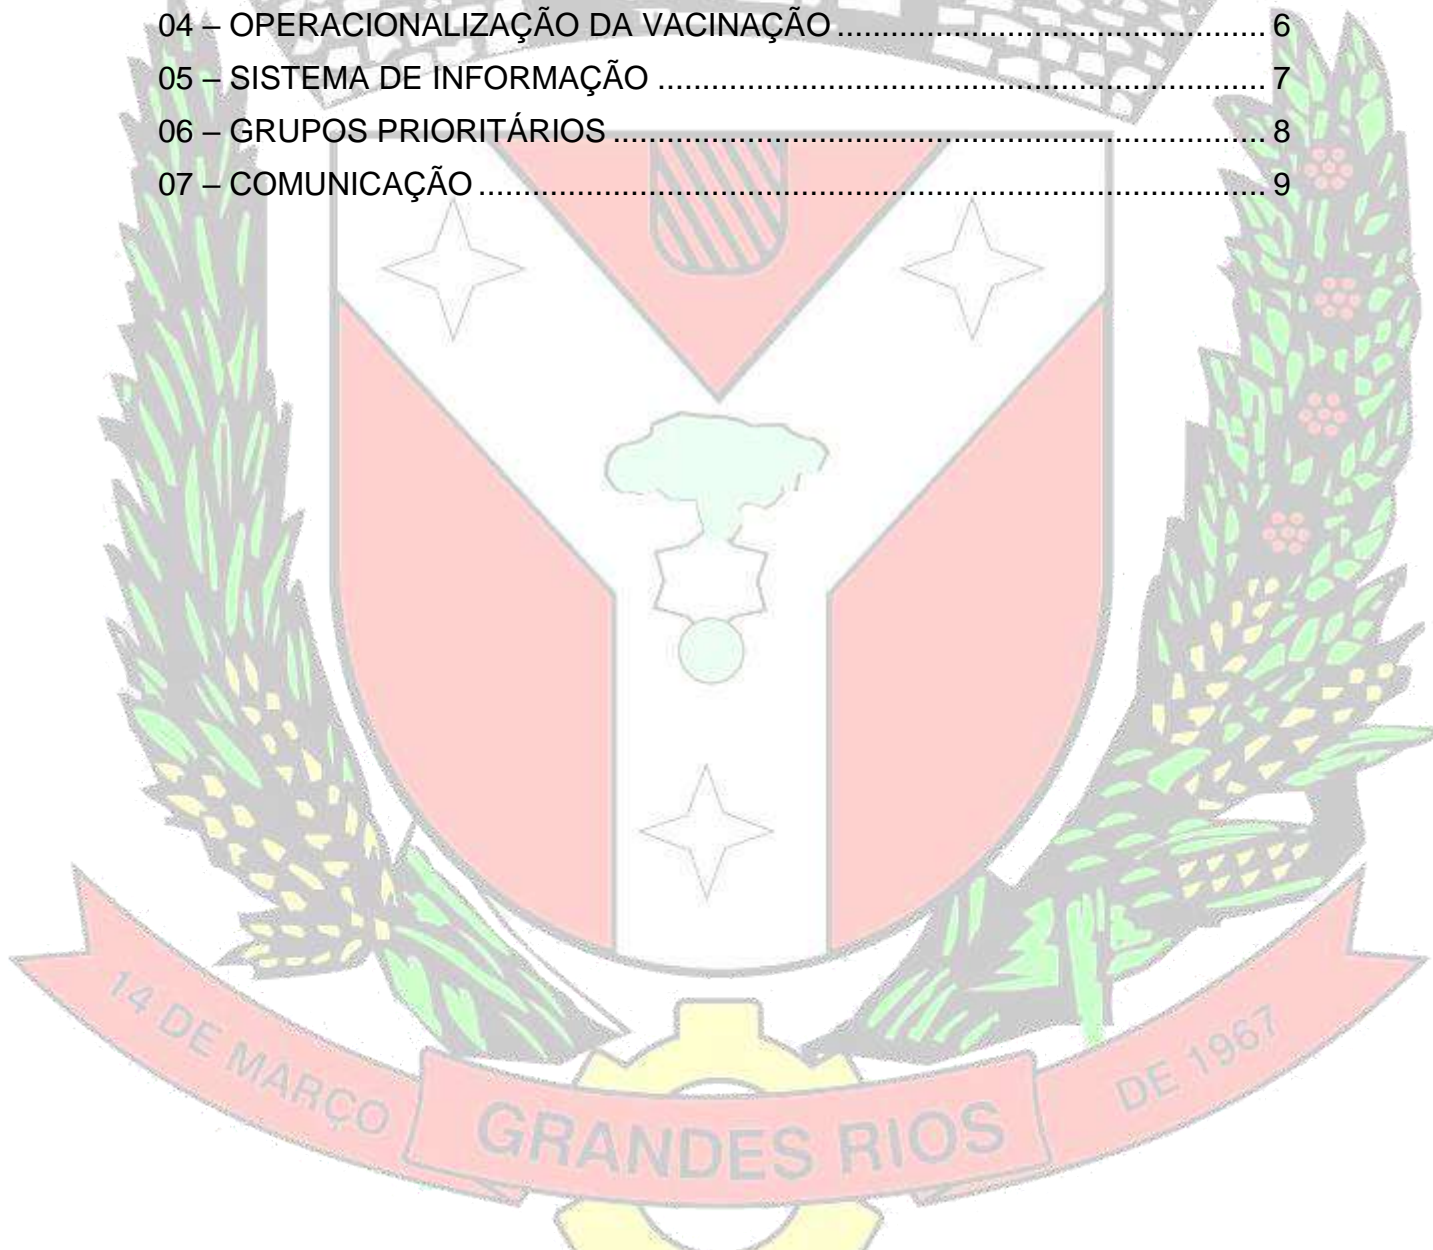 04 – OPERACIONALIZAÇÃO DA VACINAÇÃO ................................................ 6
05 – SISTEMA DE INFORMAÇÃO .................................................................... 7
06 – GRUPOS PRIORITÁRIOS ......................................................................... 8
07 – COMUNICAÇÃO ........................................................................................ 9
14 DE MARÇO
GRANDES RIOS
DE 1967